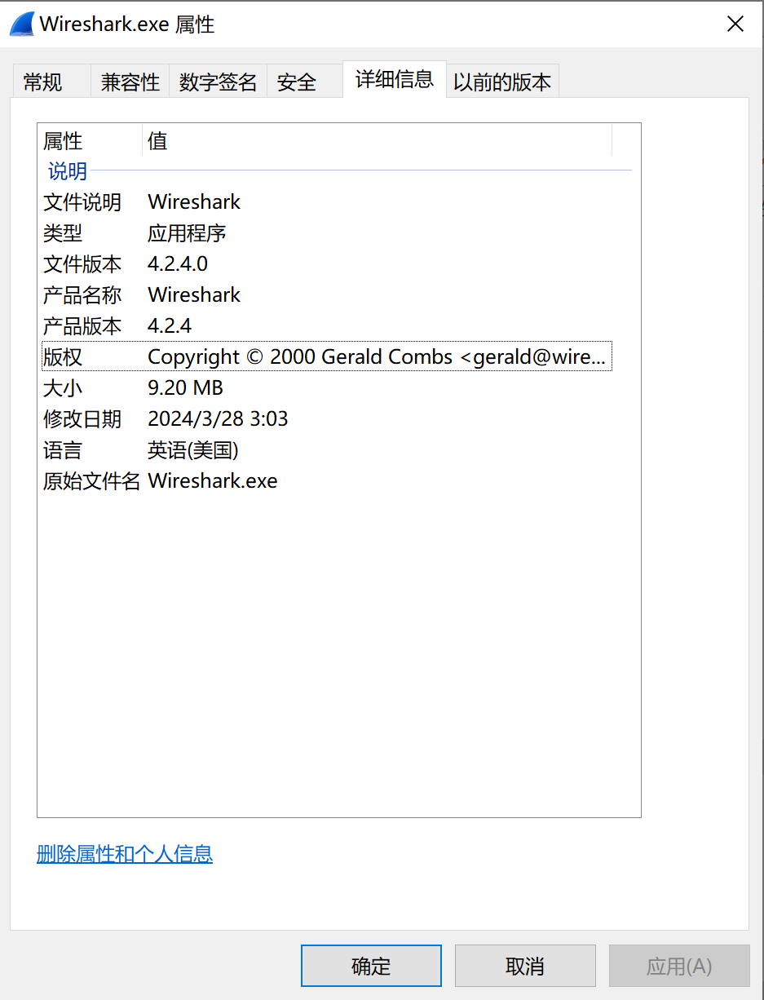 Wireshark.exe 属性
常规 兼容性 数字签名 安全 详细信息 以前的版本
属性 值
说明
文件说明 Wireshark
类型 应用程序
文件版本 4.2.4.0
产品名称 Wireshark
产品版本 4.2.4
版权 Copyright © 2000 Gerald Combs <gerald@wire...
大小 9.20 MB
修改日期 2024/3/28 3:03
语言 英语(美国)
原始文件名 Wireshark.exe
删除属性和个人信息
确定 取消 应用(A)